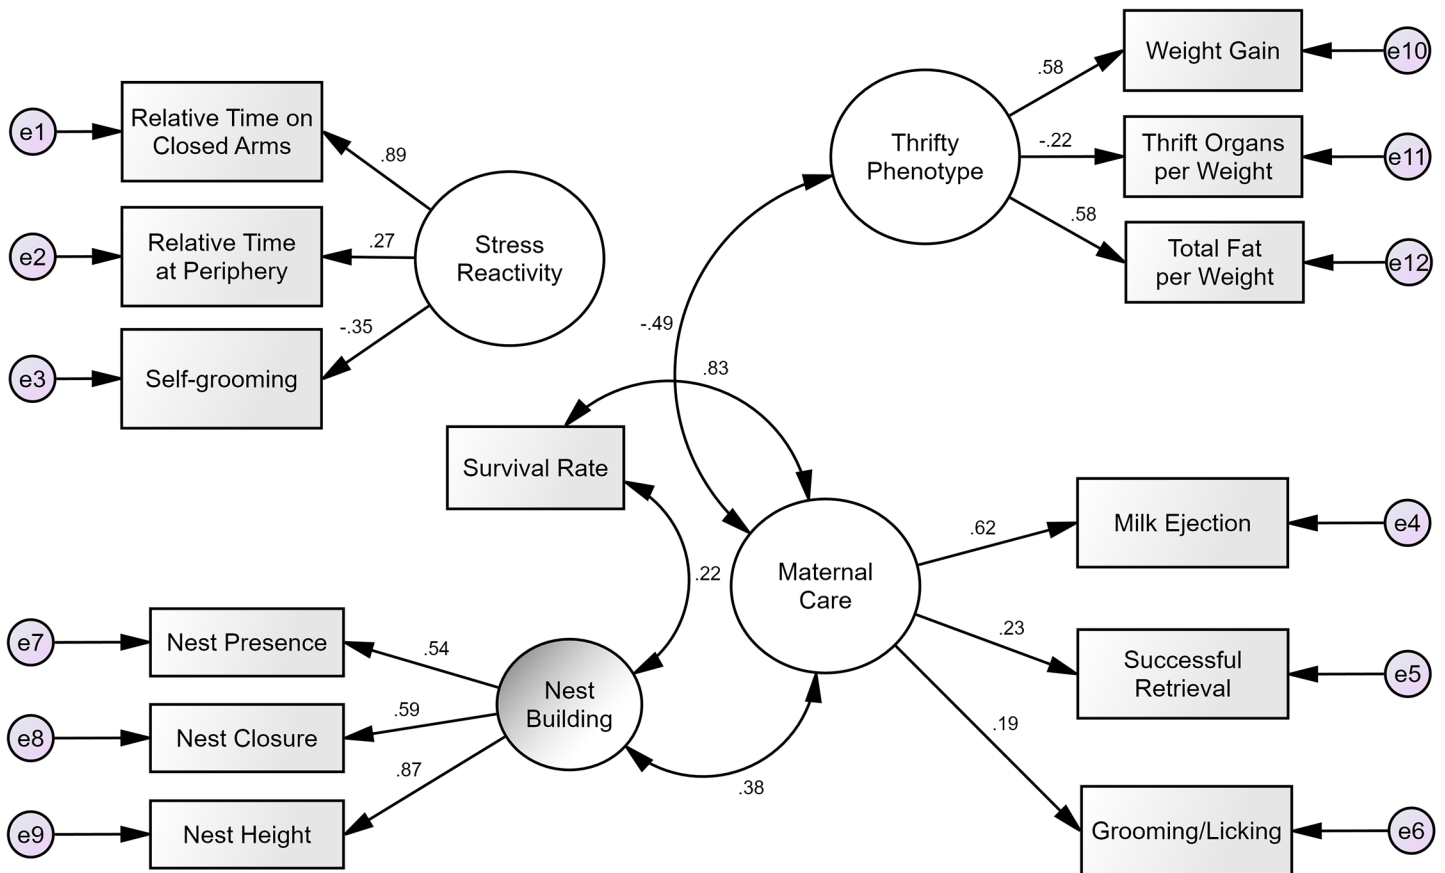 Weight Gain
e10
.58
Relative Time on
Closed Arms
e1
.89
Thrifty
Phenotype
-.22
Thrift Organs
per Weight
e11
.58
Relative Time
at Periphery
e2
.27
Stress
Reactivity
Total Fat
per Weight
e12
-.35
Self-grooming
e3
-.49
.83
Survival Rate
.22
Maternal
Care
.62
Milk Ejection
e4
.23
Successful
Retrieval
e5
.19
Grooming/Licking
e6
e7
Nest Presence
.54
Nest
Building
e8
Nest Closure
.59
e9
Nest Height
.87
.38